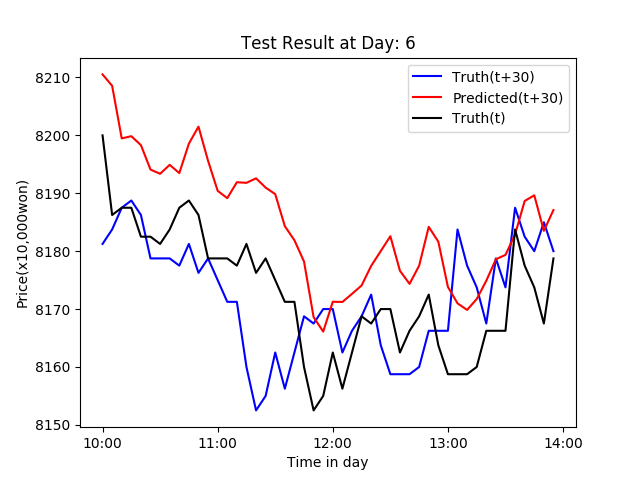 Test Result at Day: 6
Truth(t+30)
Predicted(t+30)
Truth(t)
Price(x10,000won)
8210
8200
8190
8180
8170
8160
8150
10:00 11:00 12:00 13:00 14:00
Time in day